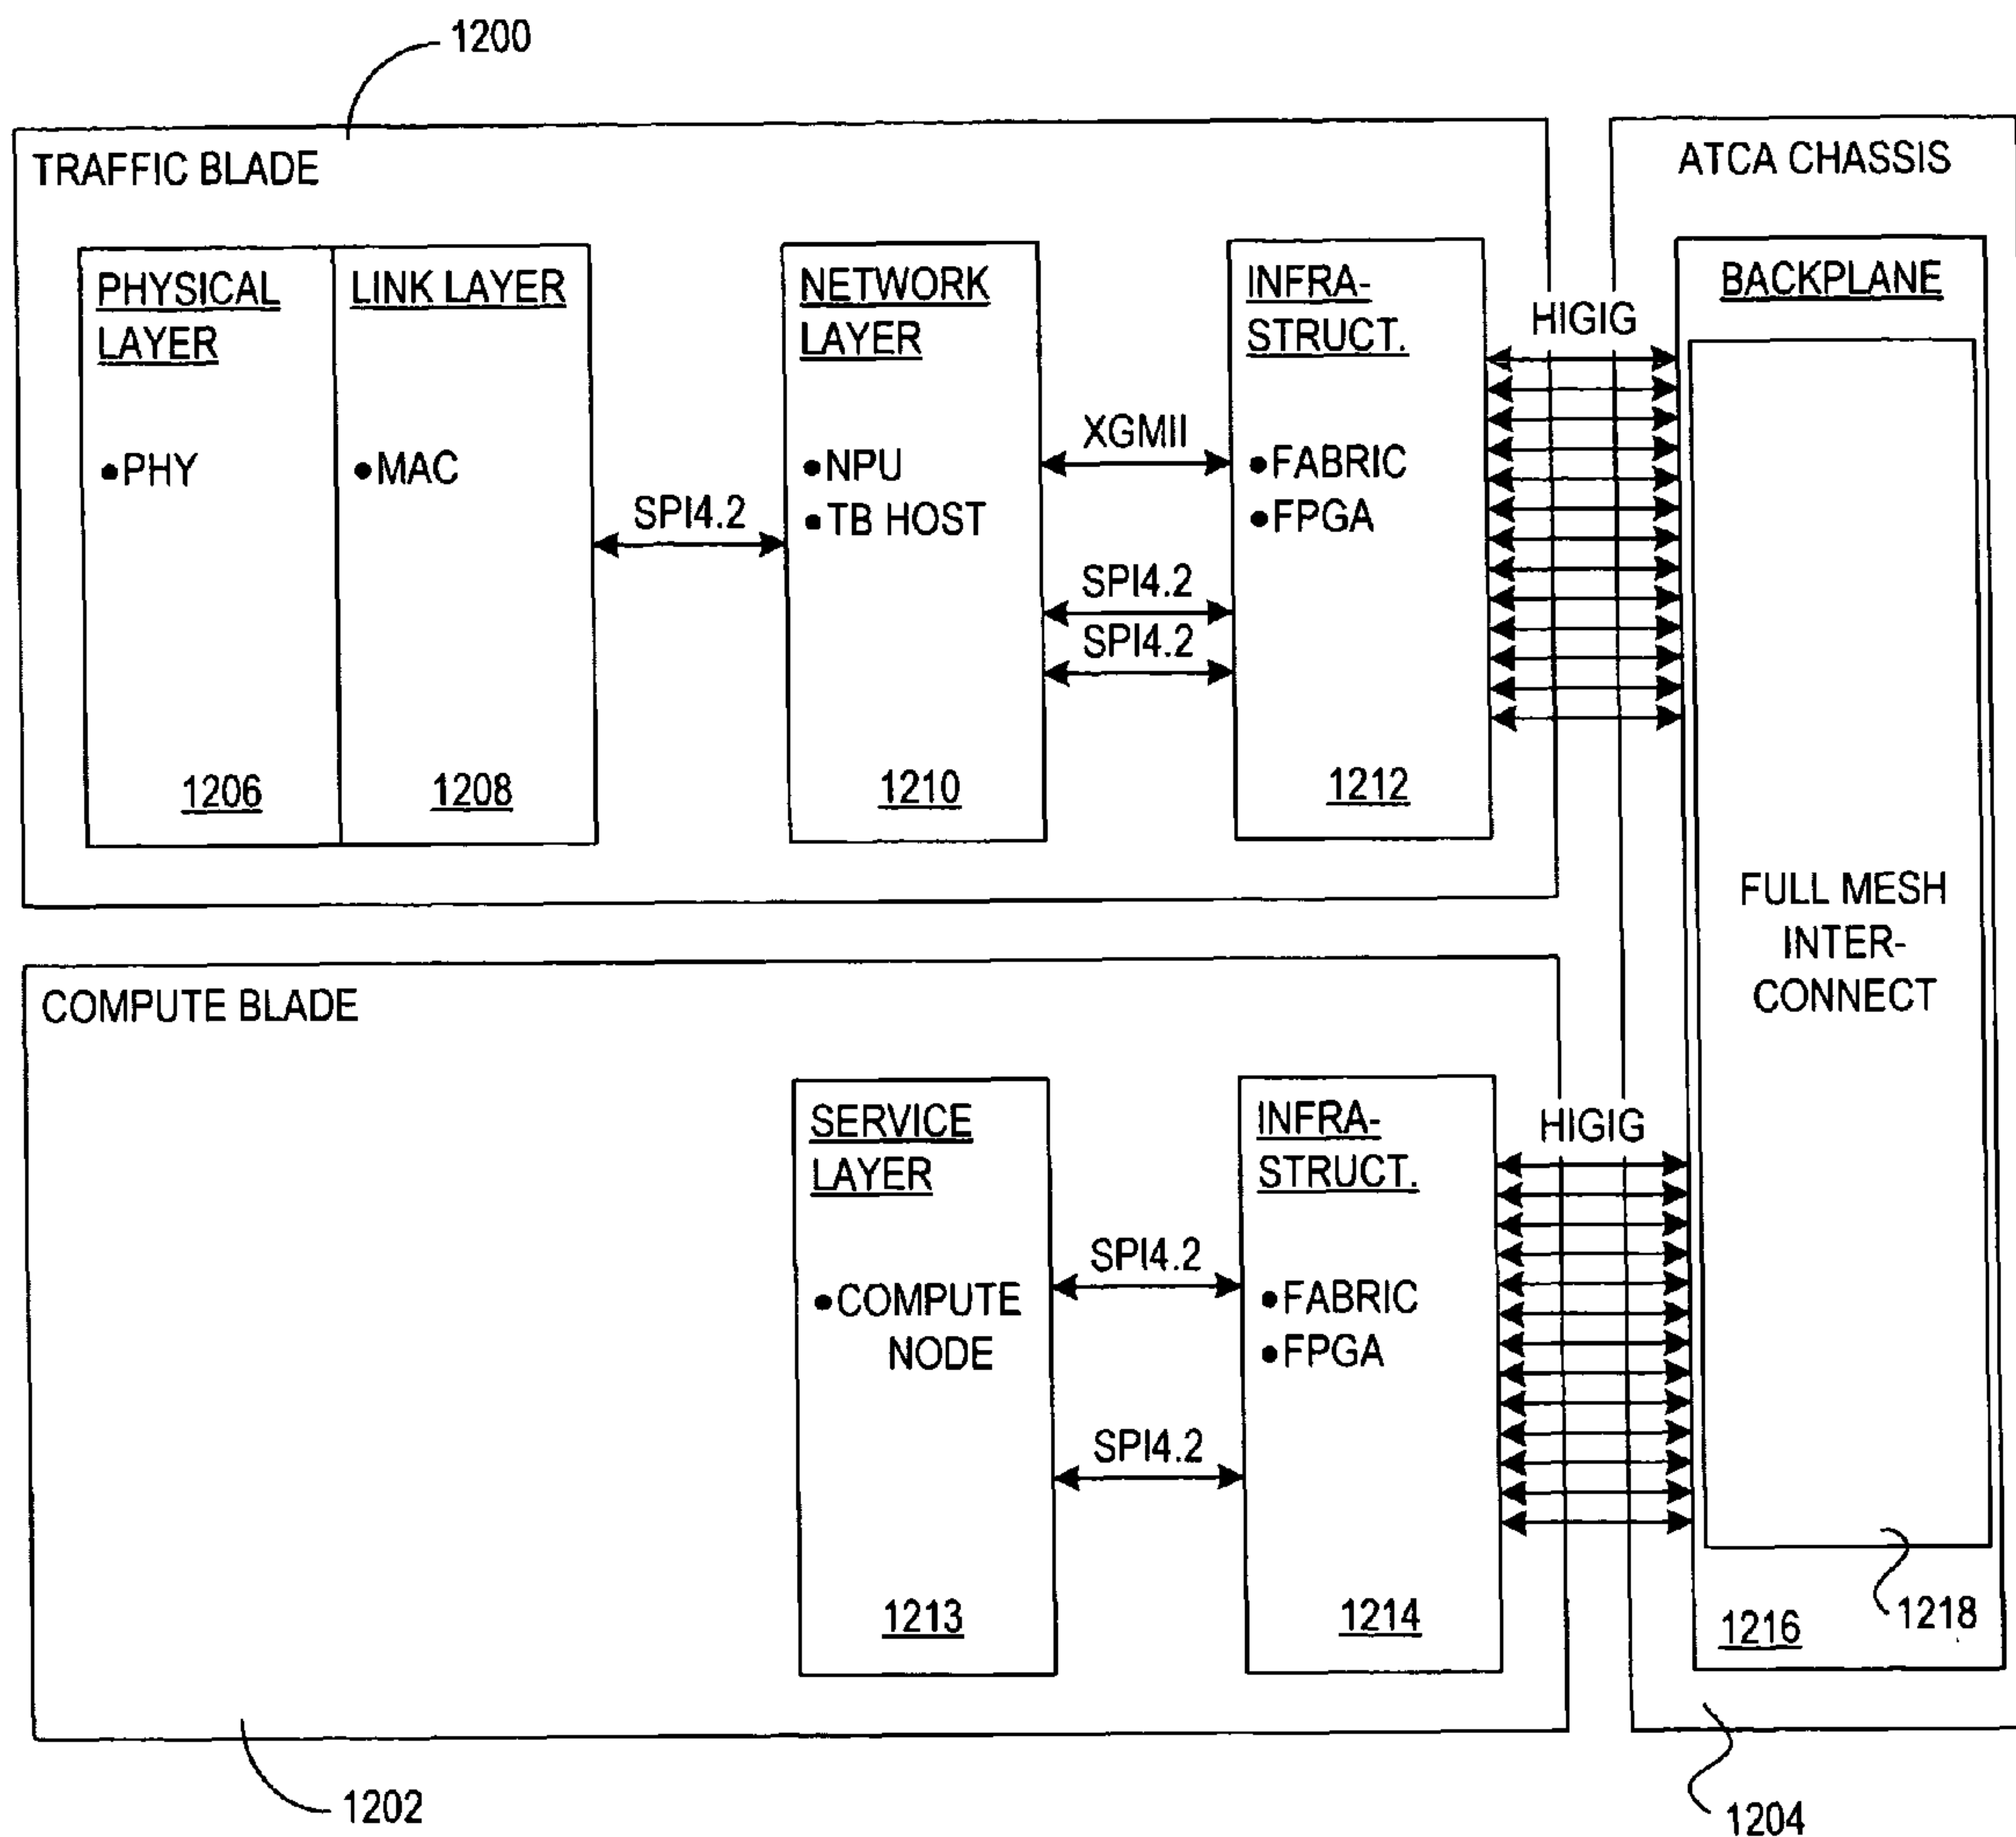 1200
TRAFFIC BLADE
PHYSICAL
LAYER
•PHY
1206
LINK LAYER
•MAC
1208
SPI4.2
NETWORK
LAYER
•NPU
•TB HOST
1210
XGMII
SPI4.2
SPI4.2
INFRA-
STRUCT.
•FABRIC
•FPGA
1212
HIGIG
ATCA CHASSIS
BACKPLANE
FULL MESH
INTER-
CONNECT
1218
1216
1204
COMPUTE BLADE
SERVICE
LAYER
•COMPUTE
NODE
1213
SPI4.2
SPI4.2
INFRA-
STRUCT.
•FABRIC
•FPGA
1214
HIGIG
1202